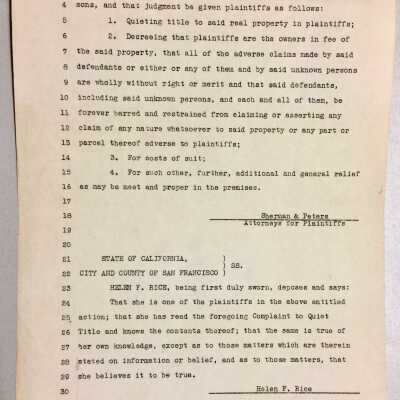 4 sons, and that judgment be given plaintiffs as follows:
5 1. Quieting title to said real property in plaintiffs;
6 2. Decreeing that plaintiffs are the owners in fee of
7 the said property, that all of the adverse claims made by said
8 defendants or either or any of them and by said unknown persons
9 are wholly without right or merit and that said defendants,
10 including said unknown persons, and each and all of them, be
11 forever barred and restrained from claiming or asserting any
12 claim of any nature whatsoever to said property or any part or
13 parcel thereof adverse to plaintiffs;
14 3. For costs of suit;
15 4. For such other, further, additional and general relief
16 as may be meet and proper in the premises.
17
18 Sherman & Peters
19 Attorneys for Plaintiffs
20
21 STATE OF CALIFORNIA, )
) SS.
22 CITY AND COUNTY OF SAN FRANCISCO )
23 HELEN F. RICE, being first duly sworn, deposes and says:
24 That she is one of the plaintiffs in the above entitled
25 action; that she has read the foregoing Complaint to Quiet
26 Title and knows the contents thereof; that the same is true of
27 her own knowledge, except as to those matters which are therein
28 stated on information or belief, and as to those matters, that
29 she believes it to be true.
30 Helen F. Rice